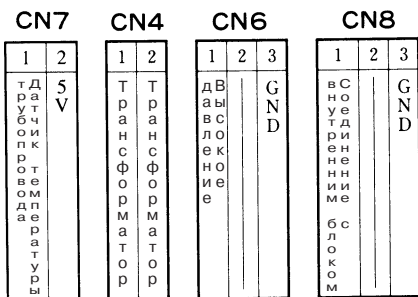 CN7
1 2
Датчик температуры трубопровода
5V
CN4
1 2
Трансформатор
Трансформатор
CN6
1 2 3
Высокое давление
GND
CN8
1 2 3
Соединение с внутренним блоком
GND